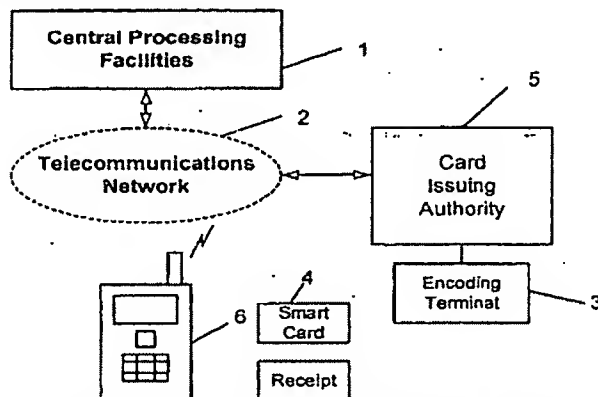 Central Processing
Facilities
1
2
5
Telecommunications
Network
Card
Issuing
Authority
4
Encoding
Terminal
3
6
Smart
Card
Receipt